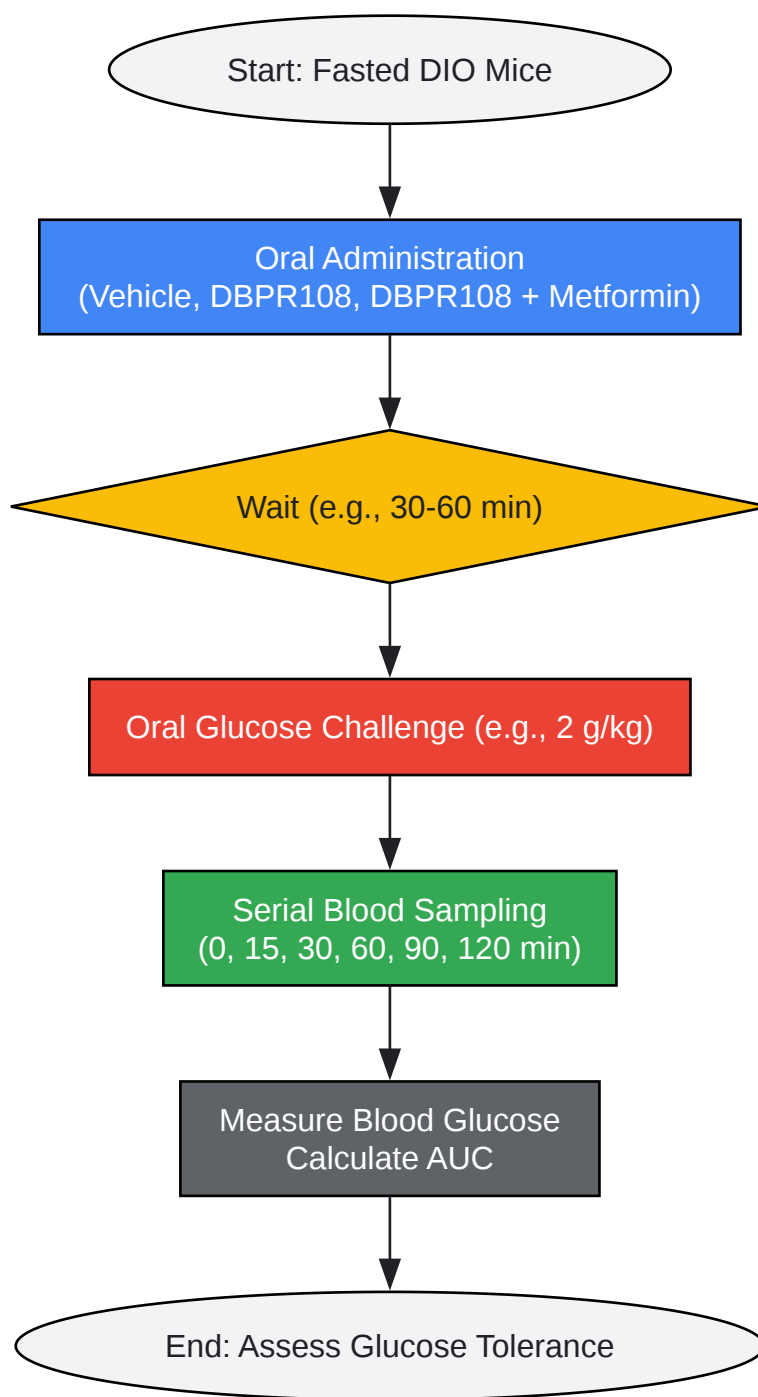 Start: Fasted DIO Mice
Oral Administration
(Vehicle, DBPR108, DBPR108 + Metformin)
Wait (e.g., 30-60 min)
Oral Glucose Challenge (e.g., 2 g/kg)
Serial Blood Sampling
(0, 15, 30, 60, 90, 120 min)
Measure Blood Glucose
Calculate AUC
End: Assess Glucose Tolerance